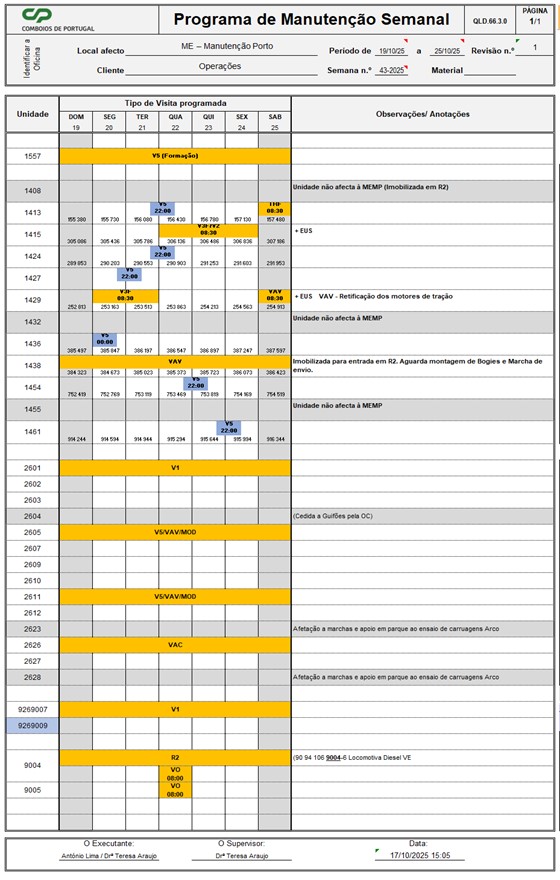 CP
COMBOIOS DE PORTUGAL
Programa de Manutenção Semanal
QLD.66.3.0
PÁGINA
1/1
Identificar a Oficina
Local afecto ME – Manutenção Porto Período de 19/10/25 a 25/10/25 Revisão n.º 1
Cliente Operações Semana n.º 43-2025 Material
Unidade Tipo de Visita programada Observações/ Anotações
DOM SEG TER QUA QUI SEX SAB
19 20 21 22 23 24 25
1557 V5 (Formação)
1408 Unidade não afecta à MEMP (Imobilizada em R2)
1413 V5 22:00 08:30
155 380 155 730 156 080 156 430 156 780 157 130 157 480
1415 V3F/V2 08:30 + EUS
305 086 305 436 305 786 306 136 306 486 306 836 307 186
1424 V5 22:00
289 853 290 203 290 553 290 903 291 253 291 603 291 953
1427 V5 22:00
1429 V3F 08:30 VAV 08:30 + EUS VAV - Retificação dos motores de tração
252 813 253 163 253 513 253 863 254 213 254 563 254 913
1432 Unidade não afecta à MEMP
1436 V5 00:00
385 497 385 847 386 197 386 547 386 897 387 247 387 597
1438 VAV Imobilizada para entrada em R2. Aguarda montagem de Bogies e Marcha de
envio.
384 323 384 673 385 023 385 373 385 723 386 073 386 423
1454 V5 22:00
752 419 752 769 753 119 753 469 753 819 754 169 754 519
1455 Unidade não afecta à MEMP
1461 V5 22:00
914 244 914 594 914 944 915 294 915 644 915 994 916 344
2601 V1
2602
2603
2604 (Cedida a Guifões pela OC)
2605 V5/VAV/MOD
2607
2609
2610
2611 V5/VAV/MOD
2612
2623 Afetação a marchas e apoio em parque ao ensaio de carruagens Arco
2626 VAC
2627
2628 Afetação a marchas e apoio em parque ao ensaio de carruagens Arco
9269007 V1
9269009
9004 R2 (90 94 106 9004-6 Locomotiva Diesel VE
VO
08:00
9005 VO
08:00
O Executante: O Supervisor: Data:
António Lima / Drª Teresa Araujo Drª Teresa Araujo 17/10/2025 15:05